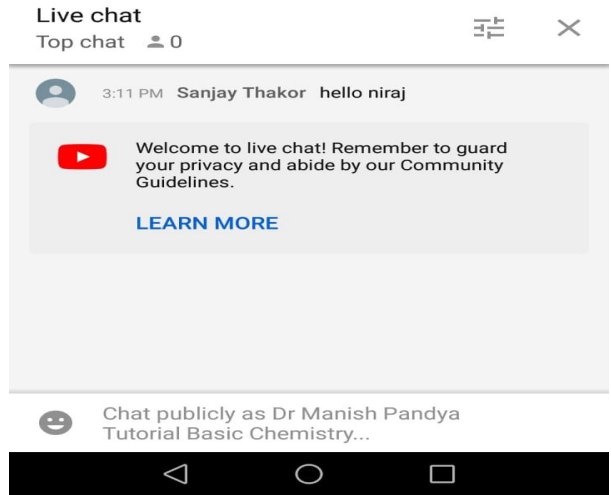 Live chat
Top chat 0
3:11 PM Sanjay Thakor hello niraj
Welcome to live chat! Remember to guard
your privacy and abide by our Community
Guidelines.
LEARN MORE
Chat publicly as Dr Manish Pandya
Tutorial Basic Chemistry...